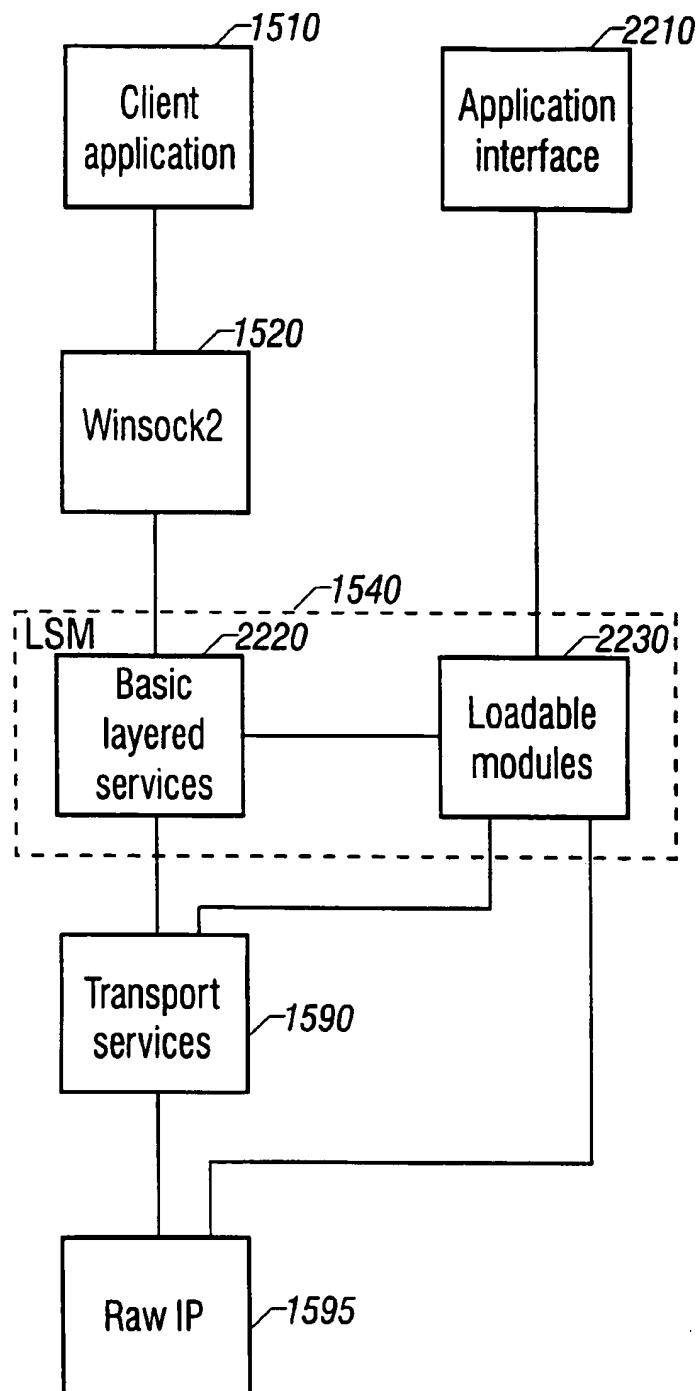 1510
2210
Client
application
Application
interface
1520
Winsock2
1540
LSM
2220
2230
Basic
layered
services
Loadable
modules
Transport
services
1590
Raw IP
1595